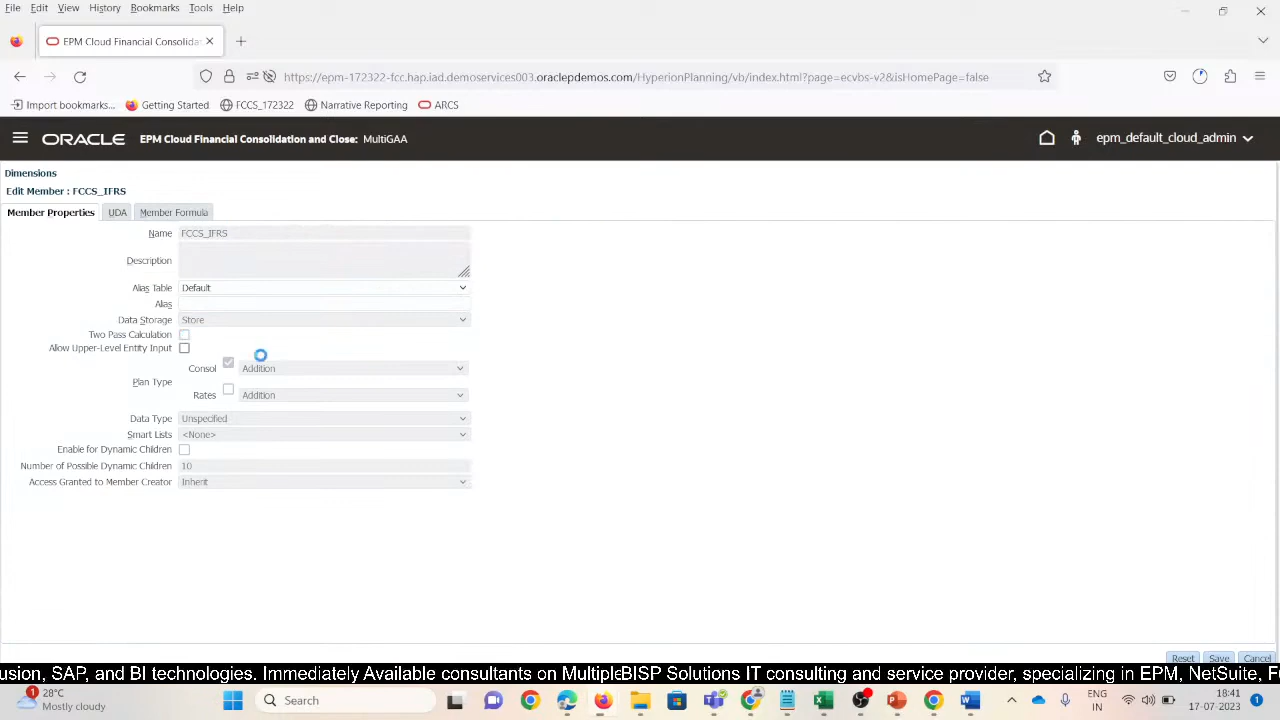 File Edit View History Bookmarks Tools Help
EPM Cloud Financial Consolidat
https://epm-172322-fcc.hap.iad.demoservices003.oraclepdemos.com/HyperionPlanning/vb/index.html?page=ecvbs-v2&isHomePage=false
Import bookmarks... Getting Started FCCS_172322 Narrative Reporting ARCS
ORACLE EPM Cloud Financial Consolidation and Close: MultiGAA epm_default_cloud_admin
Dimensions
Edit Member : FCCS_IFRS
Member Properties UDA Member Formula
Name FCCS_IFRS
Description
Alias Table Default
Alias
Data Storage Store
Two Pass Calculation
Allow Upper-Level Entity Input
Consol Addition
Plan Type
Rates Addition
Data Type Unspecified
Smart Lists <None>
Enable for Dynamic Children
Number of Possible Dynamic Children 10
Access Granted to Member Creator Inherit
Reset Save Cancel
usion, SAP, and BI technologies. Immediately Available consultants on Multiple BISP Solutions IT consulting and service provider, specializing in EPM, NetSuite, F
1 28°C Mostly cloudy Search ENG IN 18:41 17-07-2023 1